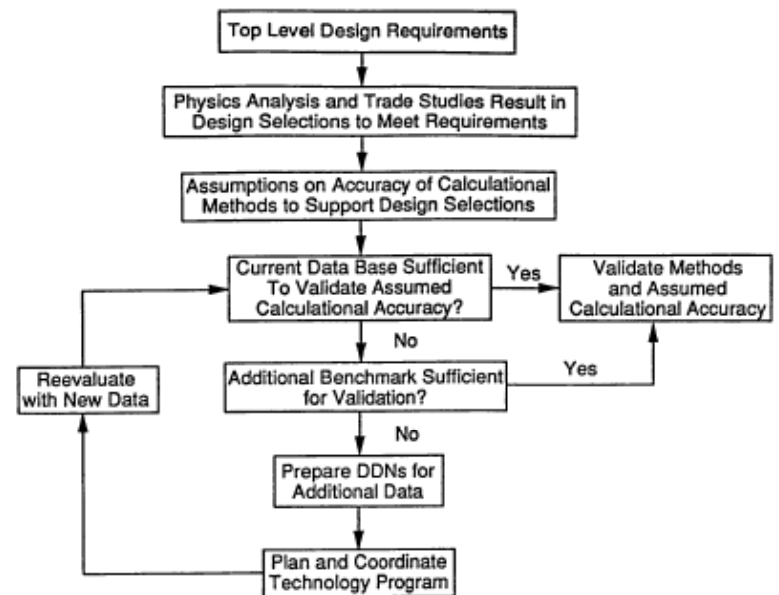 Top Level Design Requirements
Physics Analysis and Trade Studies Result in
Design Selections to Meet Requirements
Assumptions on Accuracy of Calculational
Methods to Support Design Selections
Current Data Base Sufficient
To Validate Assumed
Calculational Accuracy?
Yes
Validate Methods
and Assumed
Calculational Accuracy
No
Additional Benchmark Sufficient
for Validation?
Yes
Reevaluate
with New Data
No
Prepare DDNs for
Additional Data
Plan and Coordinate
Technology Program